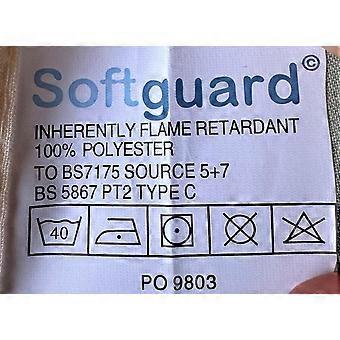 Softguard©
INHERENTLY FLAME RETARDANT
100% POLYESTER
TO BS7175 SOURCE 5+7
BS 5867 PT2 TYPE C
40
PO 9803